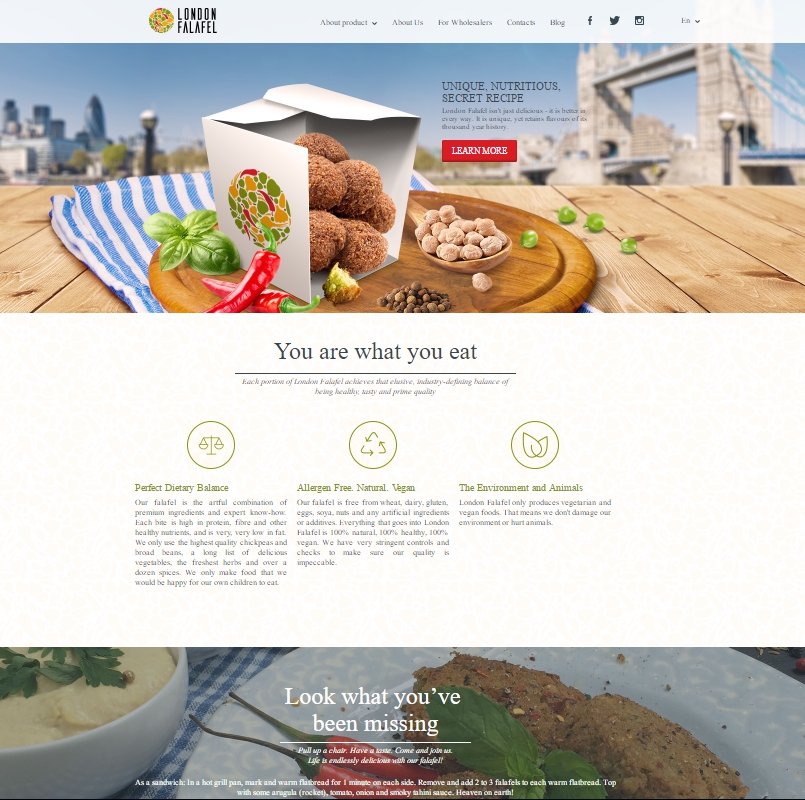 LONDON
FALAFEL
About product
About Us
For Wholesalers
Contacts
Blog
En
UNIQUE, NUTRITIOUS,
SECRET RECIPE
London Falafel isn't just delicious - it is better in
every way. It is unique, yet retains flavours of its
thousand year history.
LEARN MORE
You are what you eat
Each portion of London Falafel achieves that elusive, industry-defining balance of
being healthy, tasty and prime quality
Perfect Dietary Balance
Our falafel is the artful combination of
premium ingredients and expert know-how.
Each bite is high in protein, fibre and other
healthy nutrients, and is very, very low in fat.
We only use the highest quality chickpeas and
broad beans, a long list of delicious
vegetables, the freshest herbs and over a
dozen spices. We only make food that we
would be happy for our own children to eat.
Allergen Free. Natural. Vegan
Our falafel is free from wheat, dairy, gluten,
eggs, soya, nuts and any artificial ingredients
or additives. Everything that goes into London
Falafel is 100% natural, 100% healthy, 100%
vegan. We have very stringent controls and
checks to make sure our quality is
impeccable.
The Environment and Animals
London Falafel only produces vegetarian and
vegan foods. That means we don't damage our
environment or hurt animals.
Look what you've
been missing
Pull up a chair. Have a taste. Come and join us.
Life is endlessly delicious with our falafel!
As a sandwich: In a hot grill pan, mark and warm flatbread for 1 minute on each side. Remove and add 2 to 3 falafels to each warm flatbread. Top
with some arugula (rocket), tomato, onion and smoky tahini sauce. Heaven on earth!